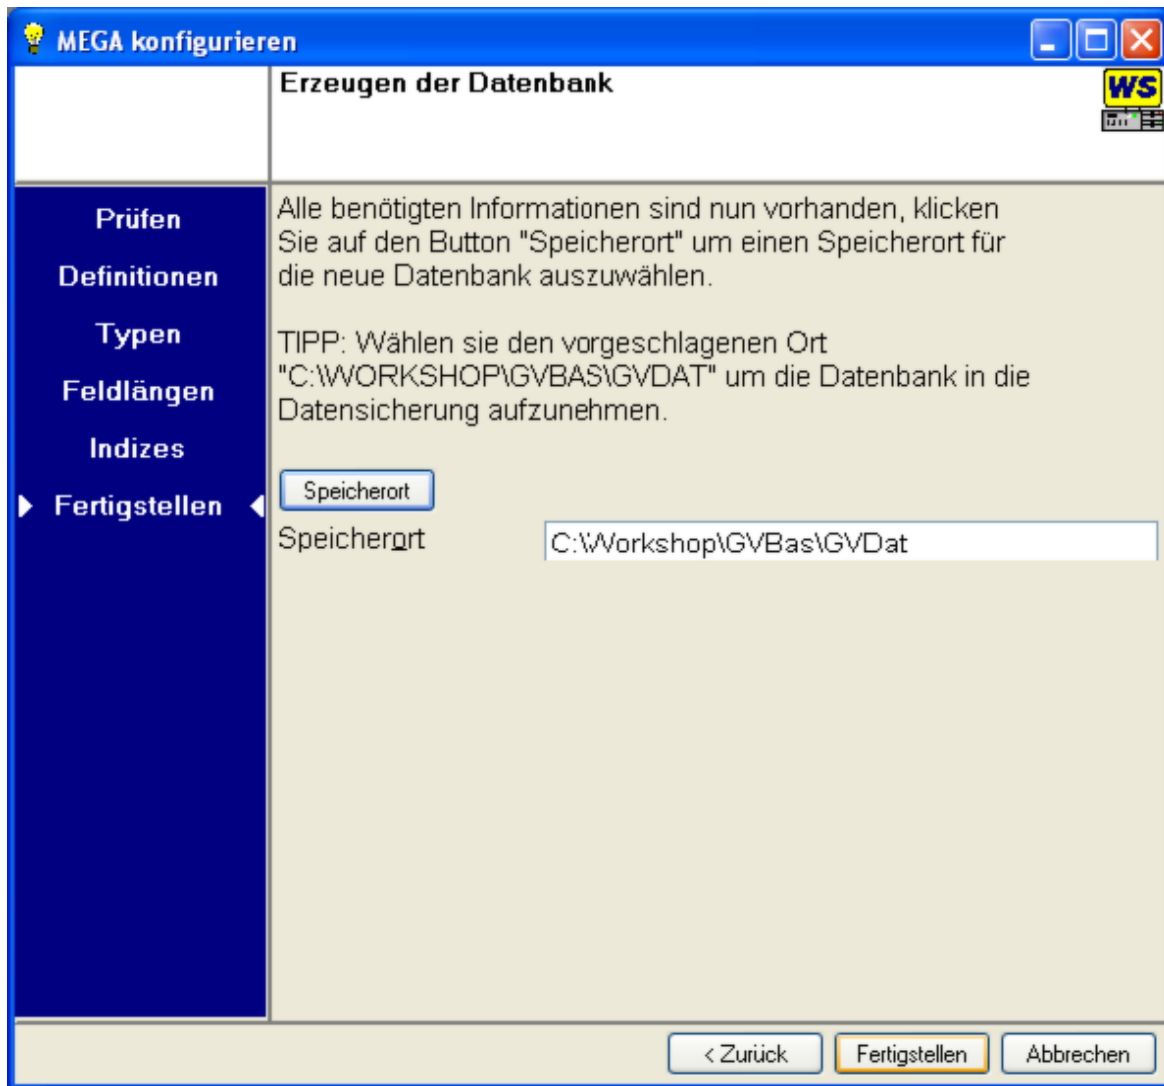 MEGA konfigurieren
Erzeugen der Datenbank
WS
Prüfen
Definitionen
Typen
Feldlängen
Indizes
Fertigstellen
Alle benötigten Informationen sind nun vorhanden, klicken
Sie auf den Button "Speicherort" um einen Speicherort für
die neue Datenbank auszuwählen.
TIPP: Wählen sie den vorgeschlagenen Ort
"C:\WORKSHOP\GVBAS\GVDAT" um die Datenbank in die
Datensicherung aufzunehmen.
Speicherort
Speicherort C:\Workshop\GVBas\GVDat
< Zurück Fertigstellen Abbrechen